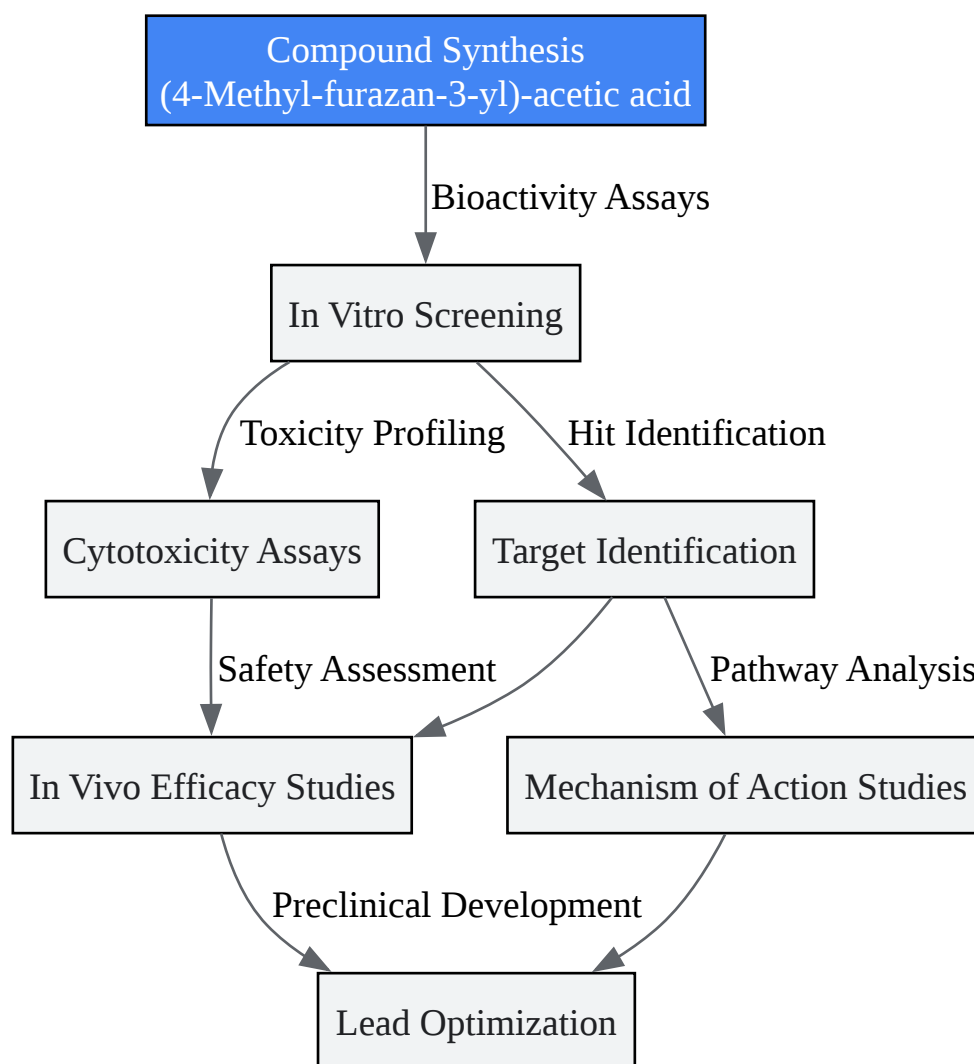 Compound Synthesis
(4-Methyl-furazan-3-yl)-acetic acid
Bioactivity Assays
In Vitro Screening
Toxicity Profiling
Hit Identification
Cytotoxicity Assays
Target Identification
Safety Assessment
Pathway Analysis
In Vivo Efficacy Studies
Mechanism of Action Studies
Preclinical Development
Lead Optimization